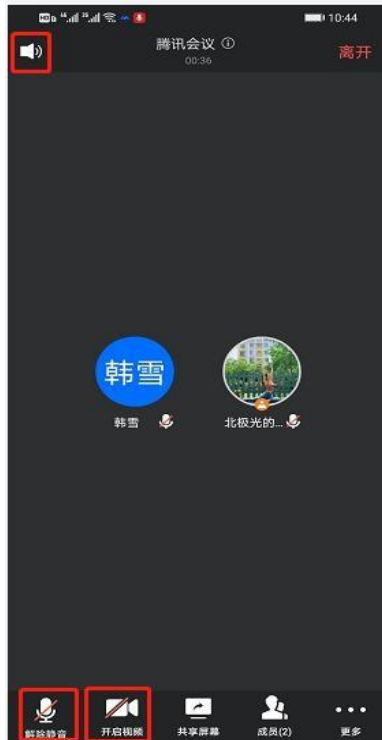 10:44
腾讯会议
00:36
离开
韩雪
韩雪
北极光的...
解除静音
开启视频
共享屏幕
成员(2)
更多